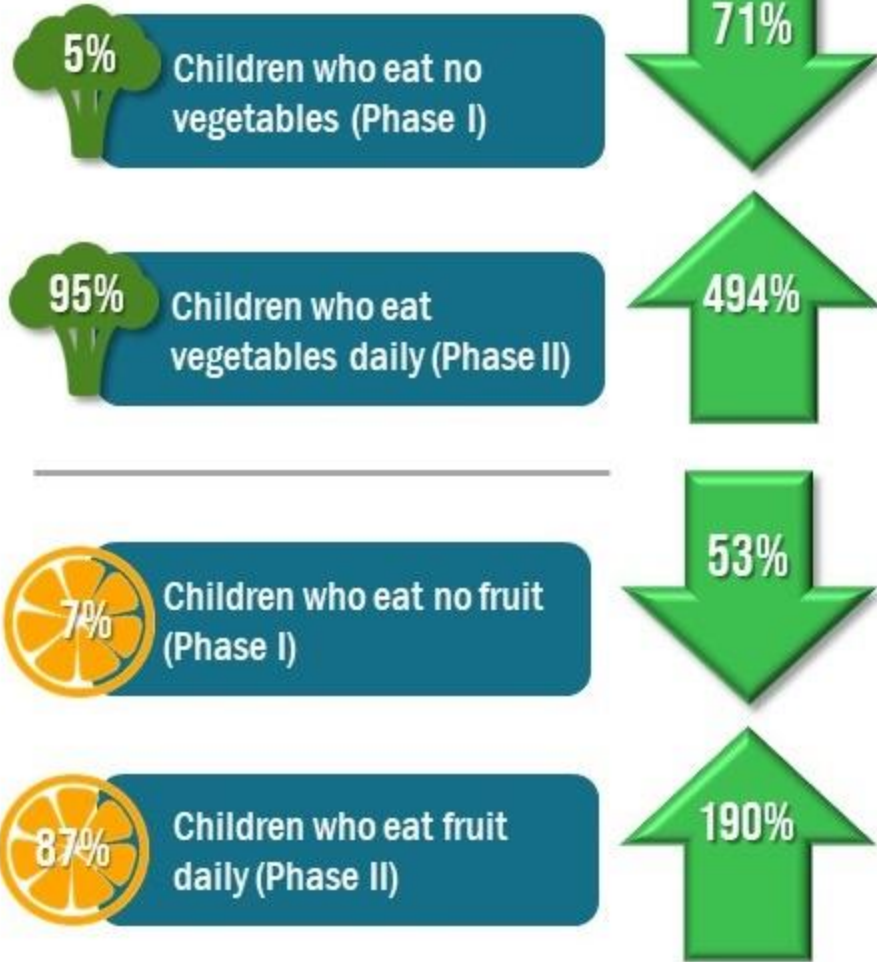 5%
Children who eat no
vegetables (Phase I)
71%
95%
Children who eat
vegetables daily (Phase II)
494%
7%
Children who eat no fruit
(Phase I)
53%
87%
Children who eat fruit
daily (Phase II)
190%